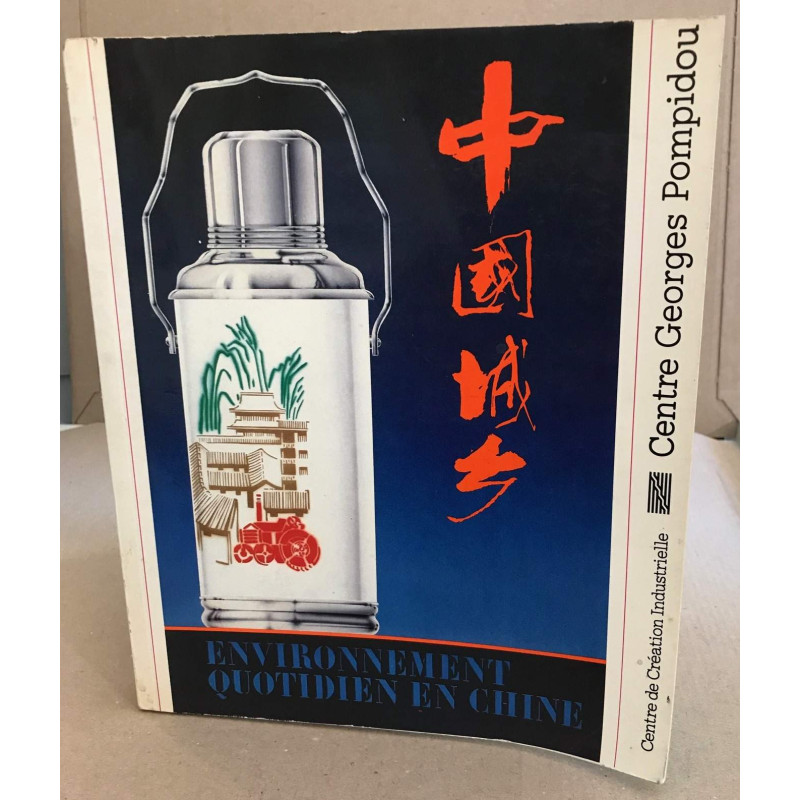 中國城乡
ENVIRONNEMENT
QUOTIDIEN EN CHINE
Centre de Création Industrielle
Centre Georges Pompidou